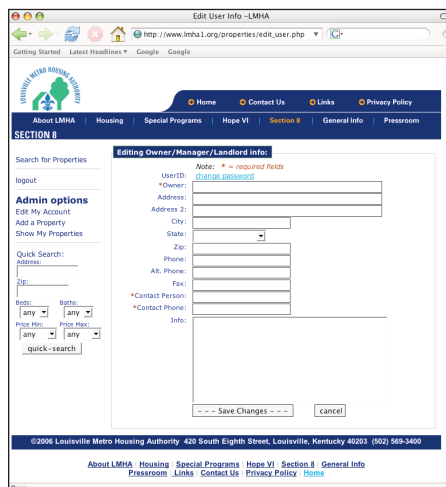 Edit User Info –LMHA
http://www.lmha1.org/properties/edit_user.php
Getting Started Latest Headlines Google Google
LOUISVILLE METRO HOUSING AUTHORITY
Home Contact Us Links Privacy Policy
About LMHA | Housing | Special Programs | Hope VI | Section 8 | General Info | Pressroom
SECTION 8
Search for Properties
logout
Admin options
Edit My Account
Add a Property
Show My Properties
Quick Search:
Address:
Zip:
Beds: Baths:
any any
Price Min: Price Max:
any any
quick-search
Editing Owner/Manager/Landlord info:
Note: * = required fields
UserID: change password
*Owner:
Address:
Address 2:
City:
State:
Zip:
Phone:
Alt. Phone:
Fax:
*Contact Person:
*Contact Phone:
Info:
- - - Save Changes - - - cancel
©2006 Louisville Metro Housing Authority 420 South Eighth Street, Louisville, Kentucky 40203 (502) 569-3400
About LMHA | Housing | Special Programs | Hope VI | Section 8 | General Info
Pressroom | Links | Contact Us | Privacy Policy | Home